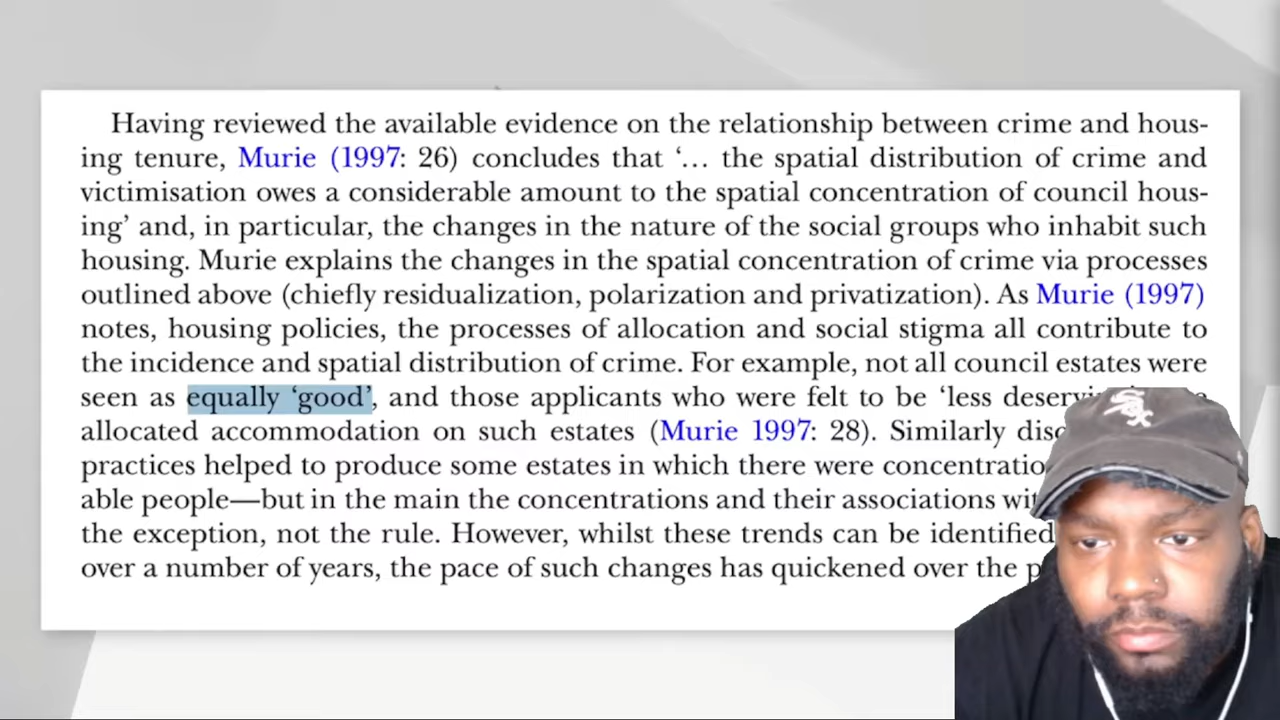 Having reviewed the available evidence on the relationship between crime and hous-
ing tenure, Murie (1997: 26) concludes that ‘… the spatial distribution of crime and
victimisation owes a considerable amount to the spatial concentration of council hous-
ing’ and, in particular, the changes in the nature of the social groups who inhabit such
housing. Murie explains the changes in the spatial concentration of crime via processes
outlined above (chiefly residualization, polarization and privatization). As Murie (1997)
notes, housing policies, the processes of allocation and social stigma all contribute to
the incidence and spatial distribution of crime. For example, not all council estates were
seen as equally ‘good’, and those applicants who were felt to be ‘less
allocated accommodation on such estates (Murie 1997: 28). Similarly
practices helped to produce some estates in which there were
able people—but in the main the concentrations and their associations
the exception, not the rule. However, whilst these trends can be identified
over a number of years, the pace of such changes has quickened over the
Sox